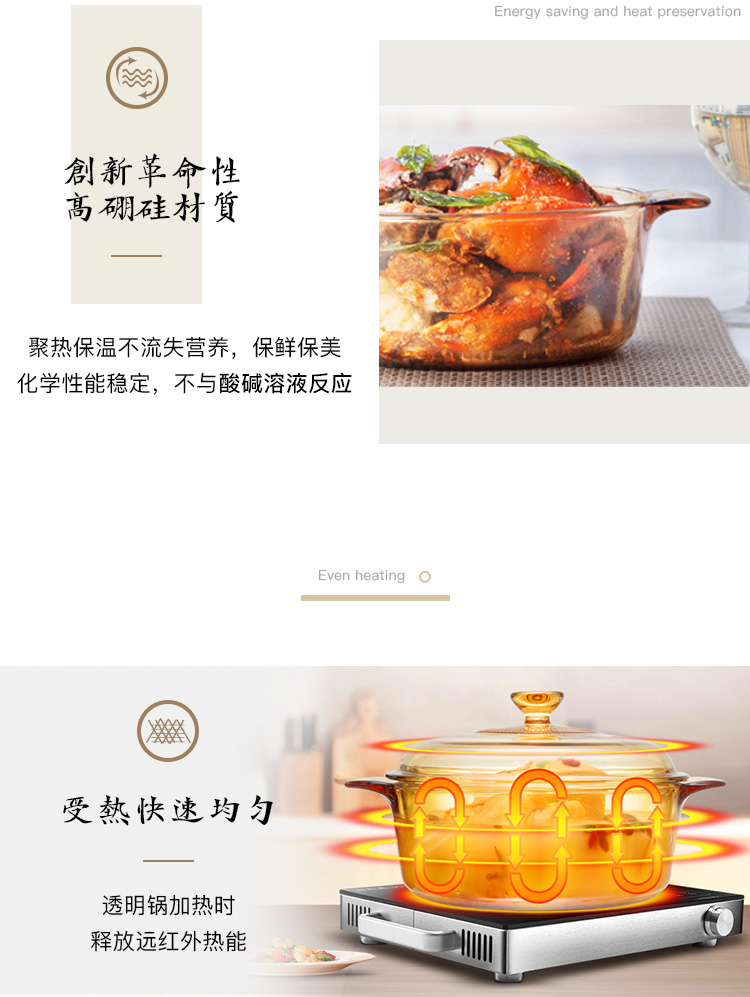 Energy saving and heat preservation
創新革命性
高硼硅材質
聚热保温不流失营养，保鲜保美
化学性能稳定，不与酸碱溶液反应
Even heating
受熱快速均勻
透明锅加热时
释放远红外热能